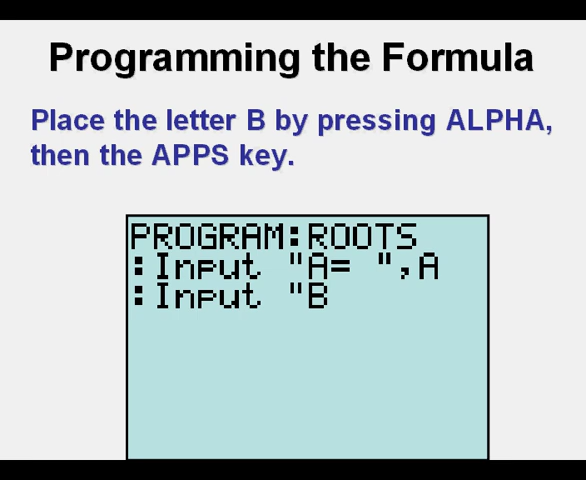 Programming the Formula
Place the letter B by pressing ALPHA,
then the APPS key.
PROGRAM:ROOTS
:Input "A= ",A
:Input "B